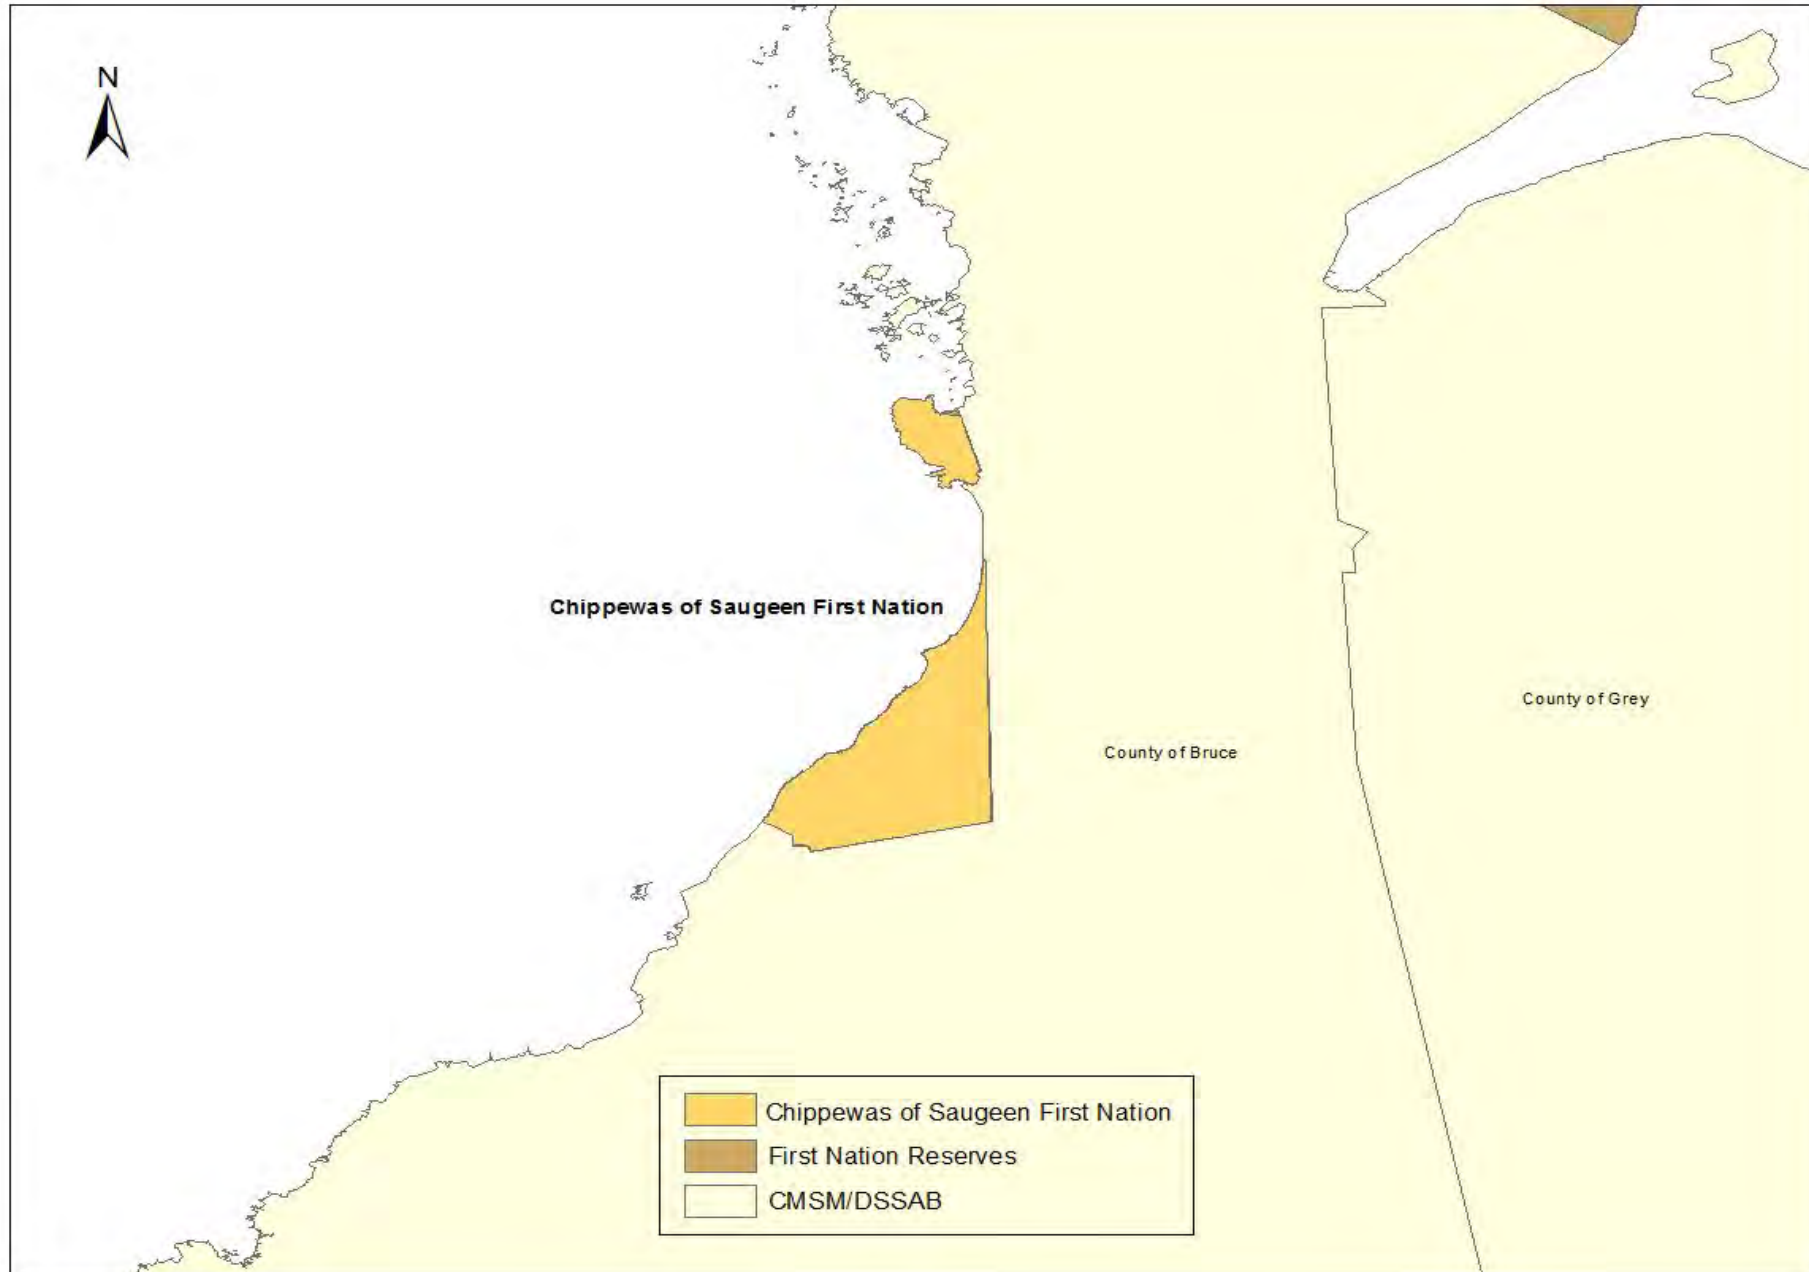 N
Chippewas of Saugeen First Nation
County of Grey
County of Bruce
Chippewas of Saugeen First Nation
First Nation Reserves
CMSM/DSSAB